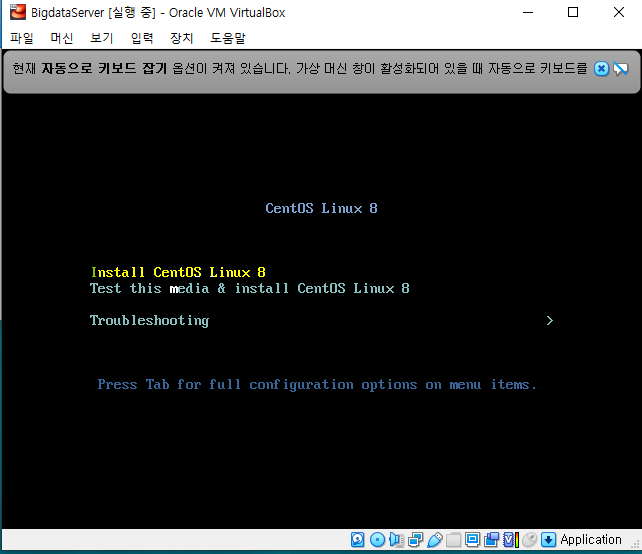 BigdataServer [실행 중] - Oracle VM VirtualBox
파일 머신 보기 입력 장치 도움말
현재 자동으로 키보드 잡기 옵션이 켜져 있습니다. 가상 머신 창이 활성화되어 있을 때 자동으로 키보드를
CentOS Linux 8
Install CentOS Linux 8
Test this media & install CentOS Linux 8
Troubleshooting >
Press Tab for full configuration options on menu items.
Application